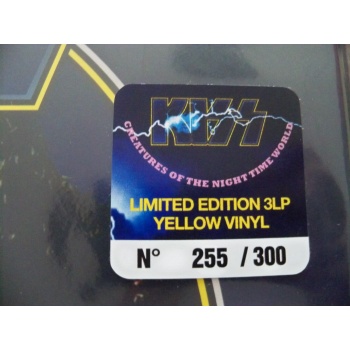 KISS
CREATURES OF THE NIGHT TIME WORLD
LIMITED EDITION 3LP
YELLOW VINYL
N° 255 / 300